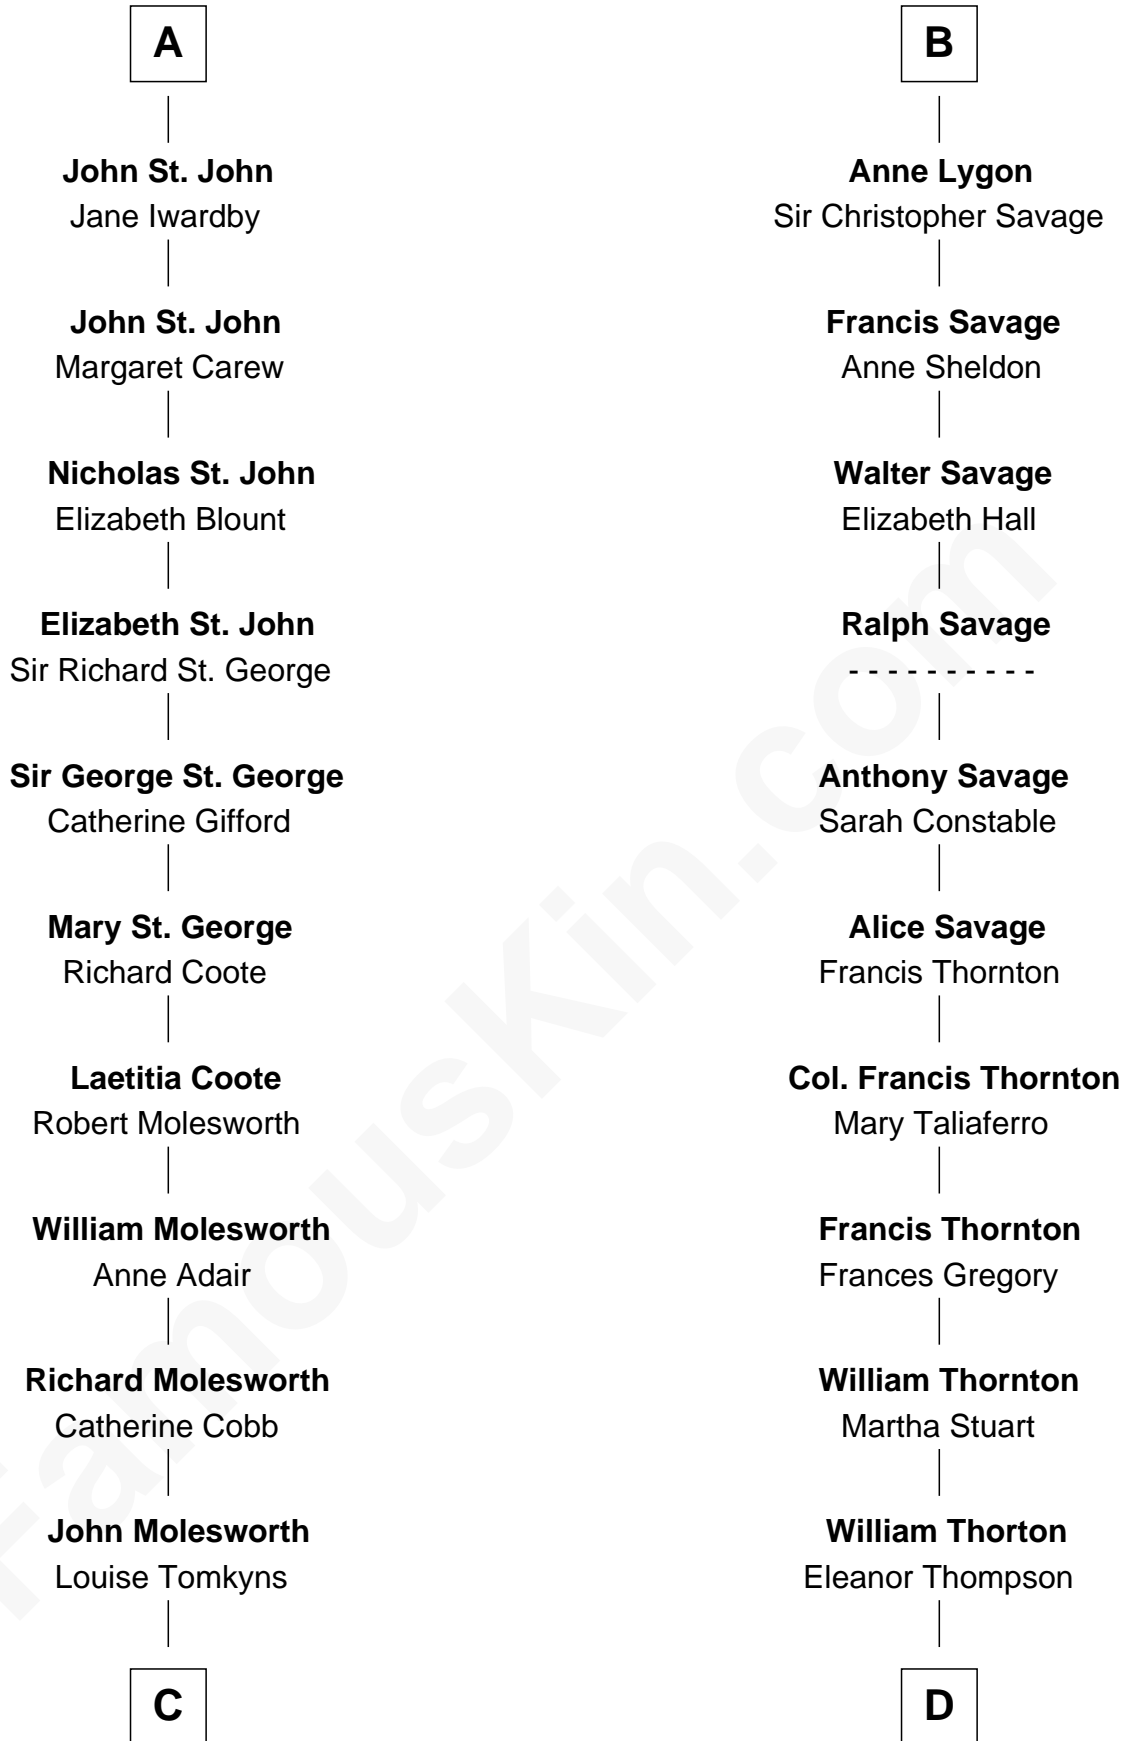 A
John St. John
Jane Iwardby
John St. John
Margaret Carew
Nicholas St. John
Elizabeth Blount
Elizabeth St. John
Sir Richard St. George
Sir George St. George
Catherine Gifford
Mary St. George
Richard Coote
Laetitia Coote
Robert Molesworth
William Molesworth
Anne Adair
Richard Molesworth
Catherine Cobb
John Molesworth
Louise Tomkyns
C
B
Anne Lygon
Sir Christopher Savage
Francis Savage
Anne Sheldon
Walter Savage
Elizabeth Hall
Ralph Savage
- - - - - - - - - -
Anthony Savage
Sarah Constable
Alice Savage
Francis Thornton
Col. Francis Thornton
Mary Taliaferro
Francis Thornton
Frances Gregory
William Thornton
Martha Stuart
William Thorton
Eleanor Thompson
D
FamousKin.com